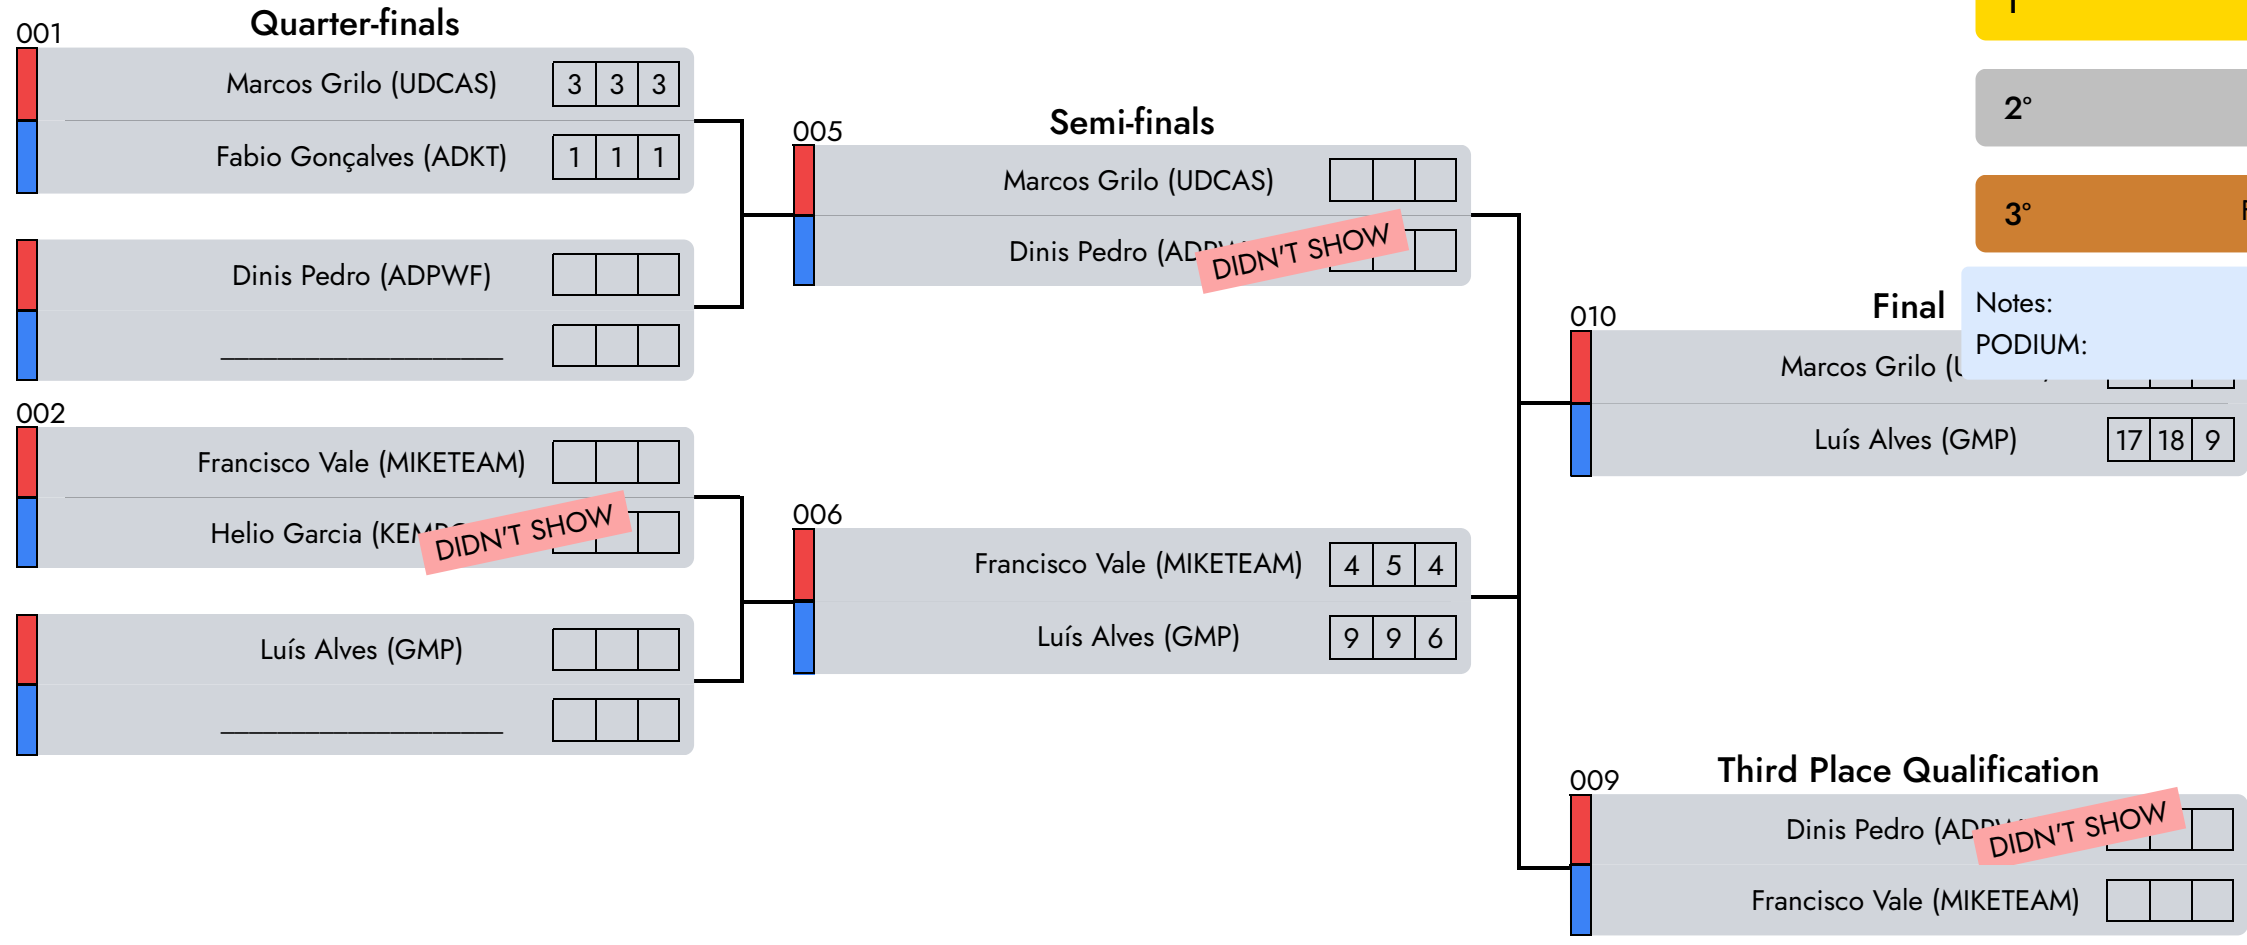 Quarter-finals
001
Marcos Grilo (UDCAS) 3 3 3
Fabio Gonçalves (ADKT) 1 1 1
Dinis Pedro (ADPWF)
____________________
002
Francisco Vale (MIKETEAM)
Helio Garcia
DIDN'T SHOW
Luís Alves (GMP)
____________________
Semi-finals
005
Marcos Grilo (UDCAS)
Dinis Pedro
DIDN'T SHOW
006
Francisco Vale (MIKETEAM) 4 5 4
Luís Alves (GMP) 9 9 6
2°
3°
Notes:
PODIUM:
Final
010
Marcos Grilo
Luís Alves (GMP) 17 18 9
Third Place Qualification
009
Dinis Pedro
DIDN'T SHOW
Francisco Vale (MIKETEAM)